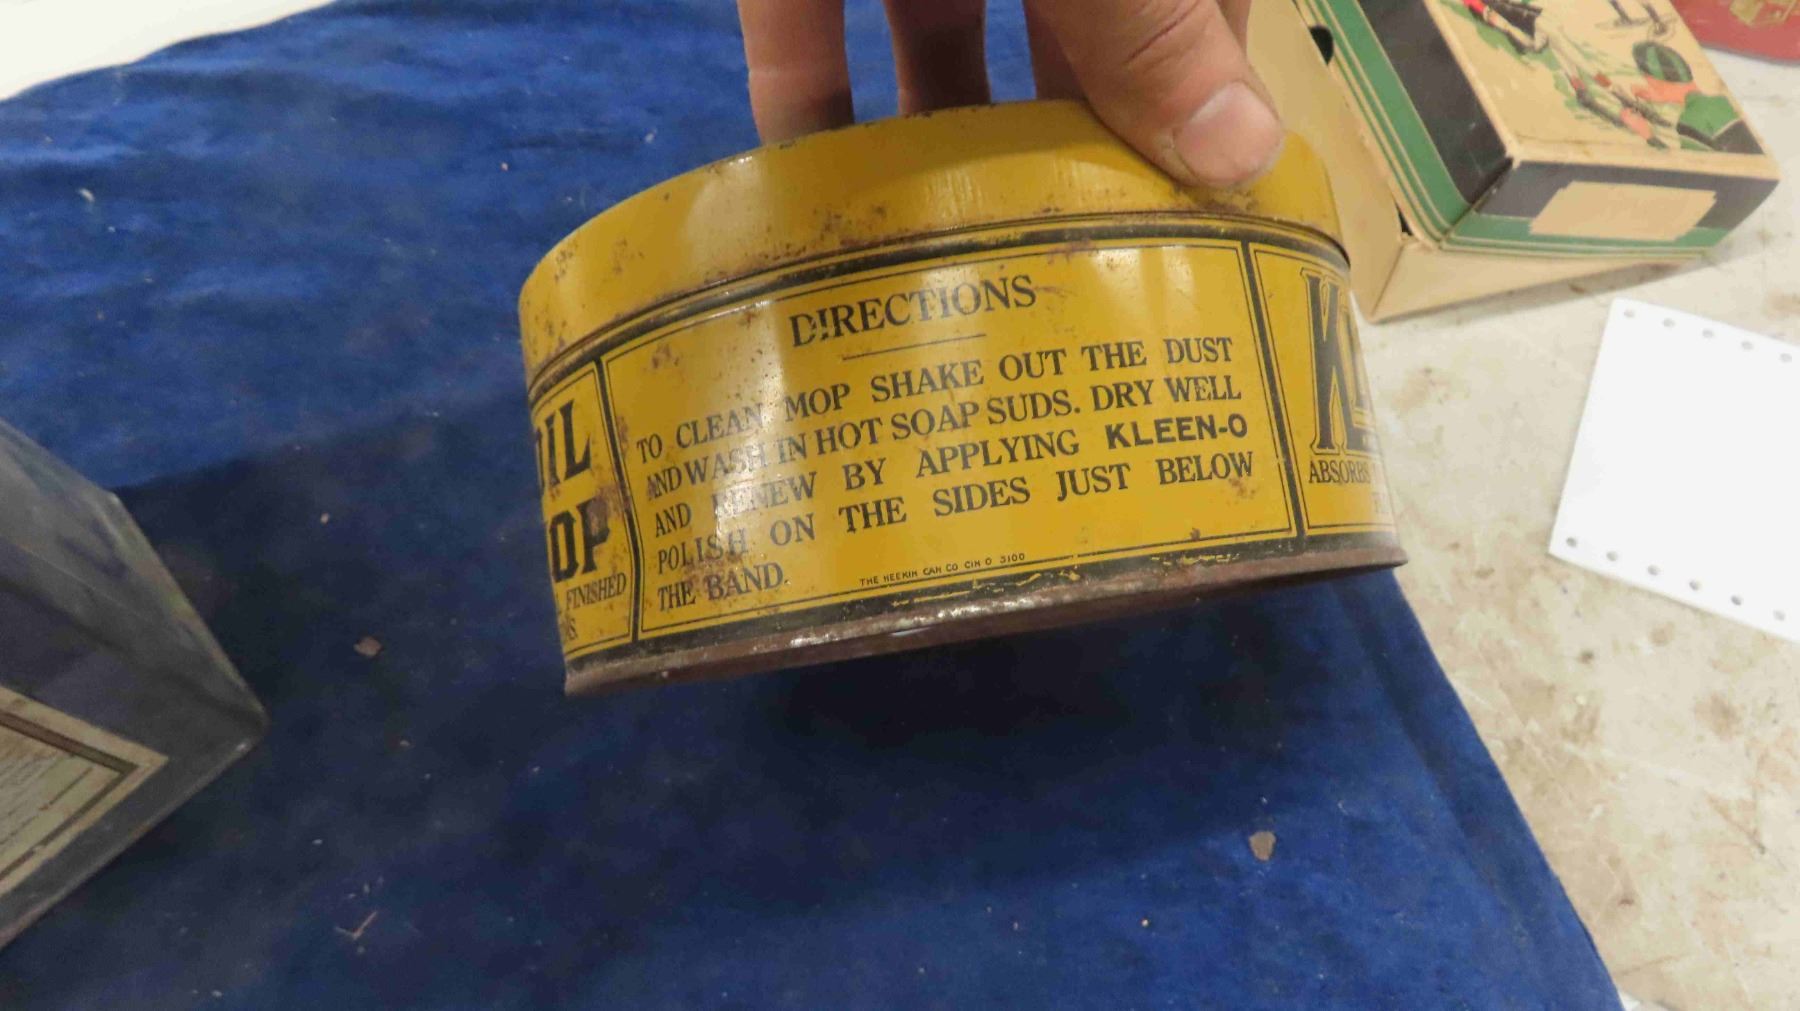 DIRECTIONS
TO CLEAN MOP SHAKE OUT THE DUST
AND WASH IN HOT SOAP SUDS. DRY WELL
AND RENEW BY APPLYING KLEEN-O
POLISH ON THE SIDES JUST BELOW
THE BAND.
THE HEEKIN CAN CO CIN O 3100
OIL
FINISHED
ABSORBS